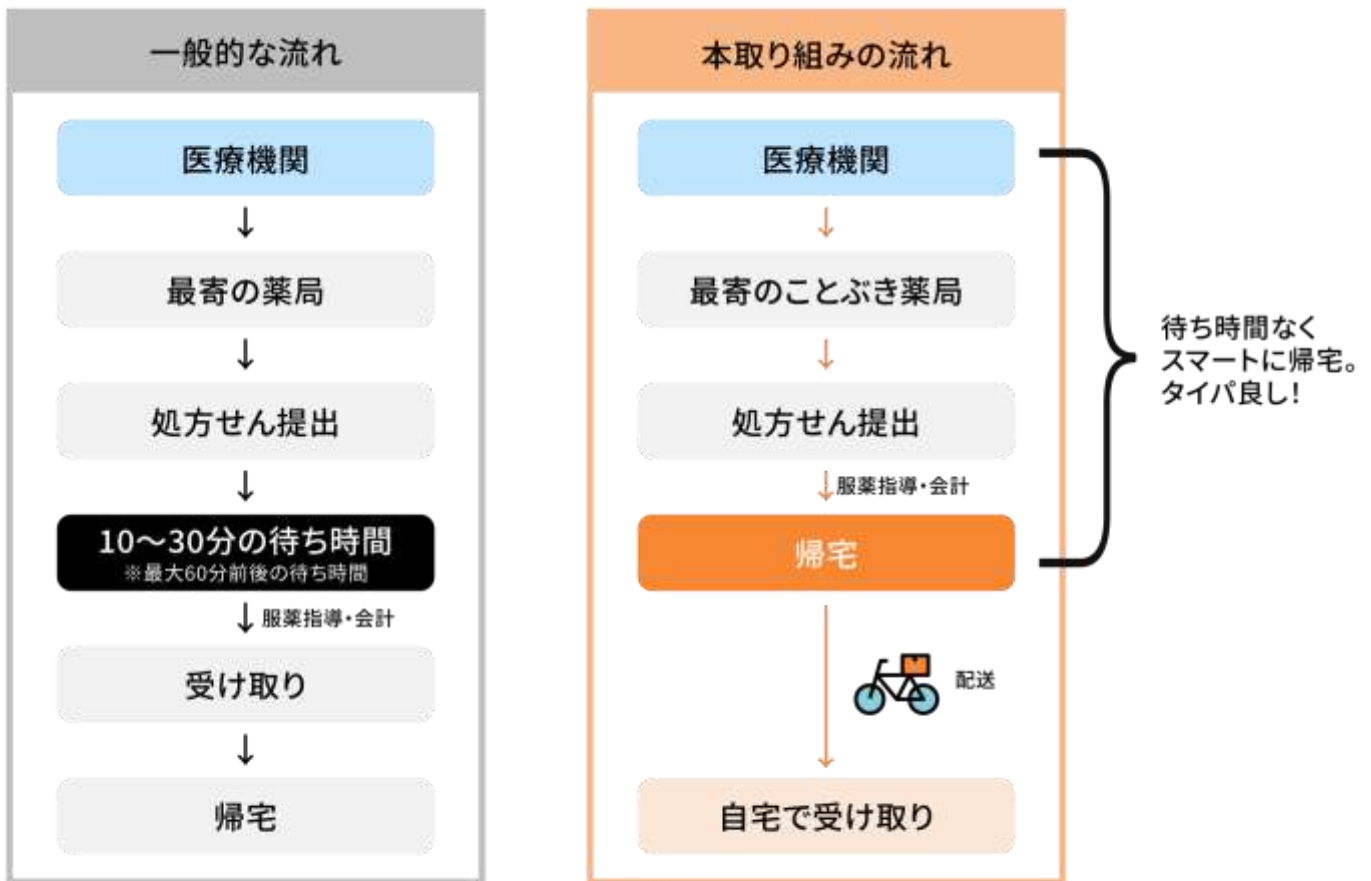 一般的な流れ
医療機関
↓
最寄の薬局
↓
処方せん提出
↓
10〜30分の待ち時間
※最大60分前後の待ち時間
↓ 服薬指導・会計
受け取り
↓
帰宅
本取り組みの流れ
医療機関
↓
最寄のことぶき薬局
↓
処方せん提出
↓ 服薬指導・会計
帰宅
配送
自宅で受け取り
待ち時間なく
スマートに帰宅。
タイパ良し!